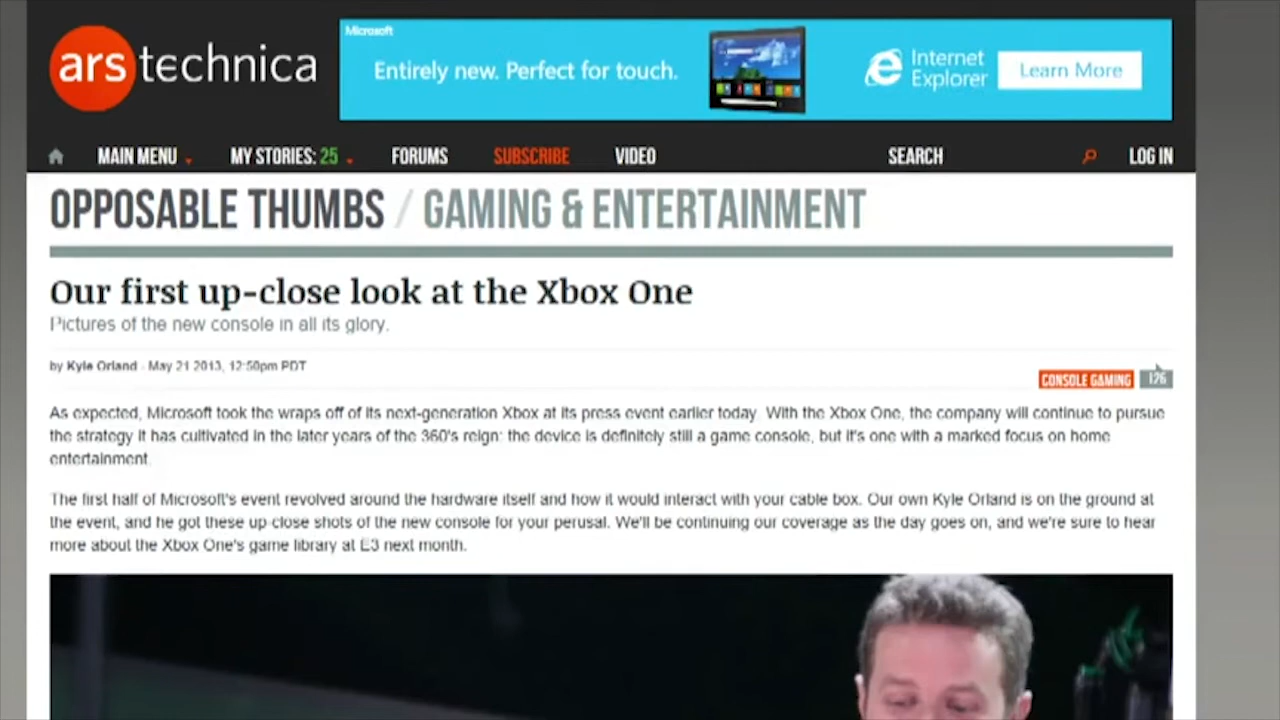 ars technica
Microsoft
Entirely new. Perfect for touch.
Internet
Explorer
Learn More
MAIN MENU
MY STORIES: 25
FORUMS
SUBSCRIBE
VIDEO
SEARCH
LOG IN
OPPOSABLE THUMBS / GAMING & ENTERTAINMENT
Our first up-close look at the Xbox One
Pictures of the new console in all its glory.
by Kyle Orland - May 21 2013, 12:50pm PDT
CONSOLE GAMING
126
As expected, Microsoft took the wraps off of its next-generation Xbox at its press event earlier today. With the Xbox One, the company will continue to pursue
the strategy it has cultivated in the later years of the 360's reign: the device is definitely still a game console, but it's one with a marked focus on home
entertainment.
The first half of Microsoft's event revolved around the hardware itself and how it would interact with your cable box. Our own Kyle Orland is on the ground at
the event, and he got these up-close shots of the new console for your perusal. We'll be continuing our coverage as the day goes on, and we're sure to hear
more about the Xbox One's game library at E3 next month.